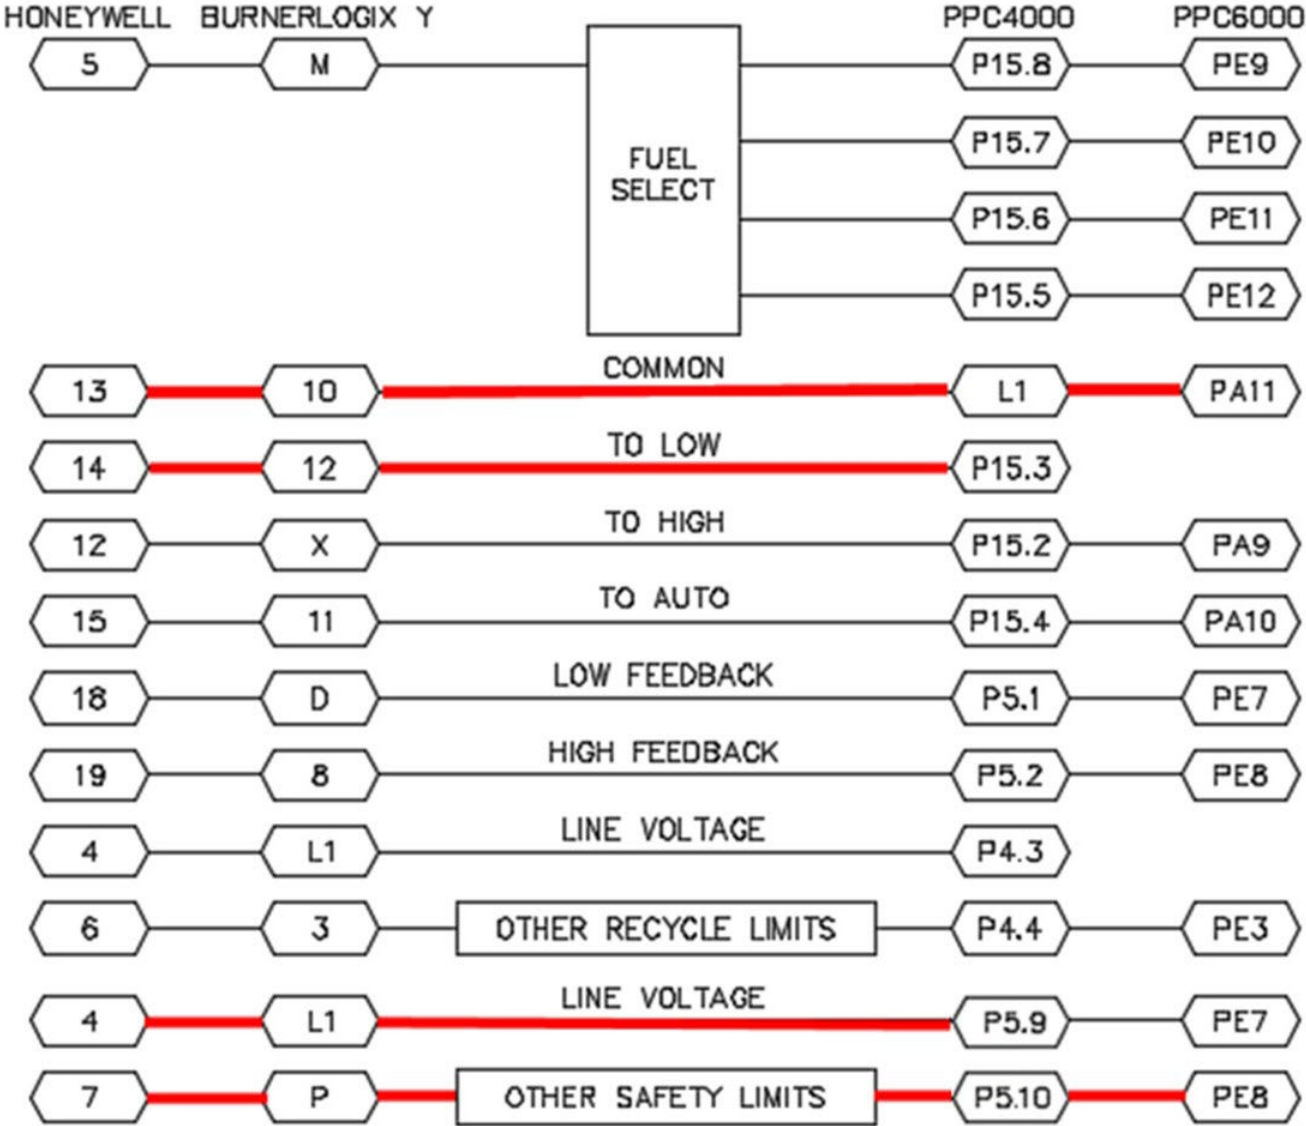 HONEYWELL BURNERLOGIX Y PPC4000 PPC6000
5 M P15.8 PE9
P15.7 PE10
FUEL
SELECT
P15.6 PE11
P15.5 PE12
COMMON
13 10 L1 PA11
TO LOW
14 12 P15.3
TO HIGH
12 X P15.2 PA9
TO AUTO
15 11 P15.4 PA10
LOW FEEDBACK
18 D P5.1 PE7
HIGH FEEDBACK
19 8 P5.2 PE8
LINE VOLTAGE
4 L1 P4.3
6 3 OTHER RECYCLE LIMITS P4.4 PE3
LINE VOLTAGE
4 L1 P5.9 PE7
7 P OTHER SAFETY LIMITS P5.10 PE8